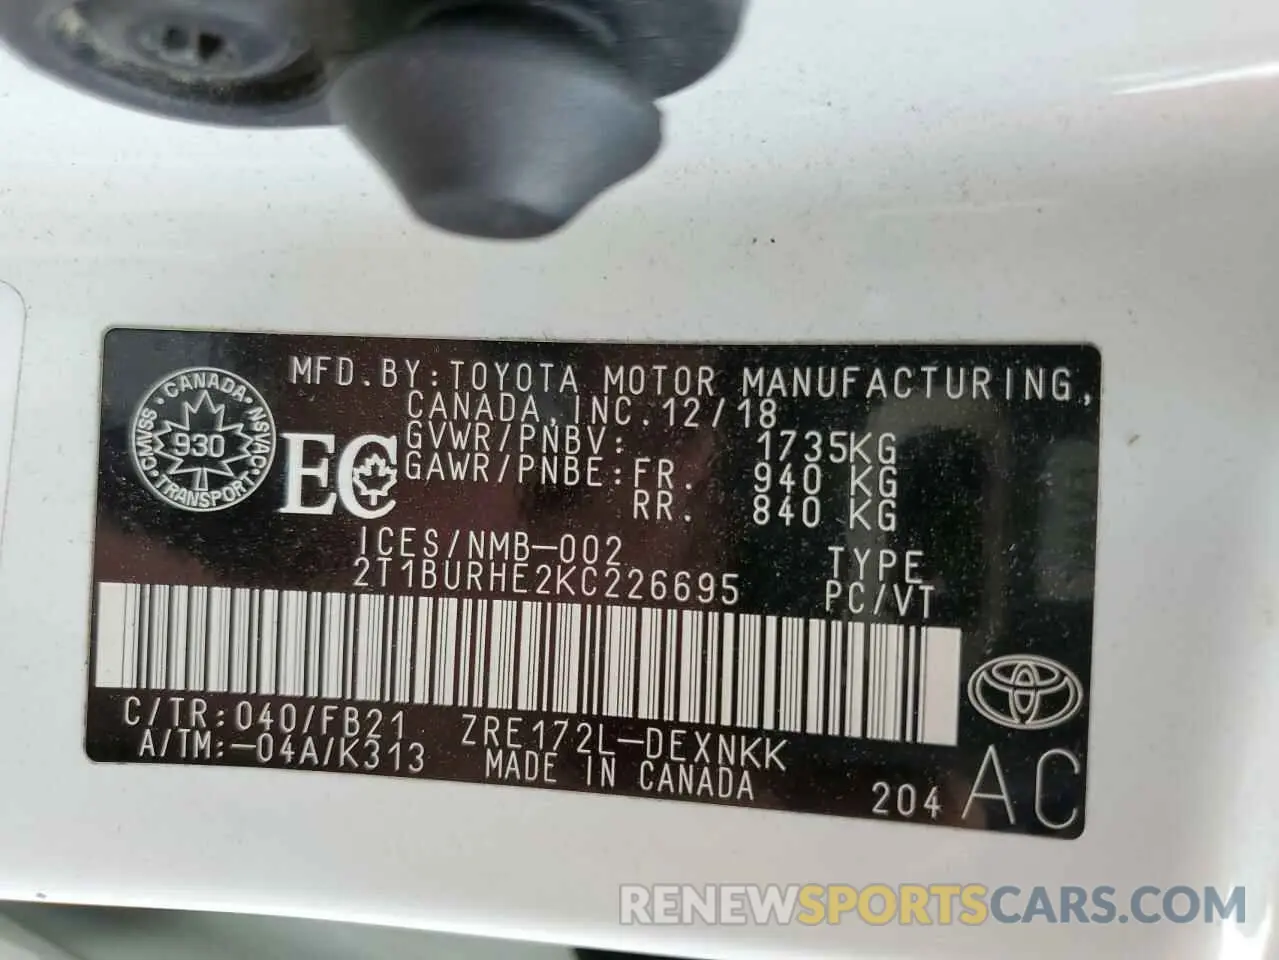 MFD.BY:TOYOTA MOTOR MANUFACTURING,
CANADA,INC.12/18
GVWR/PNBV: 1735KG
GAWR/PNBE:FR. 940 KG
RR. 840 KG
CANADA
CMVSS
NSVAC
930
TRANSPORT
EC
ICES/NMB-002
2T1BURHE2KC226695
TYPE
PC/VT
C/TR:040/FB21
A/TM:-04A/K313
ZRE172L-DEXNKK
MADE IN CANADA
204
AC
RENEWSPORTSCARS.COM